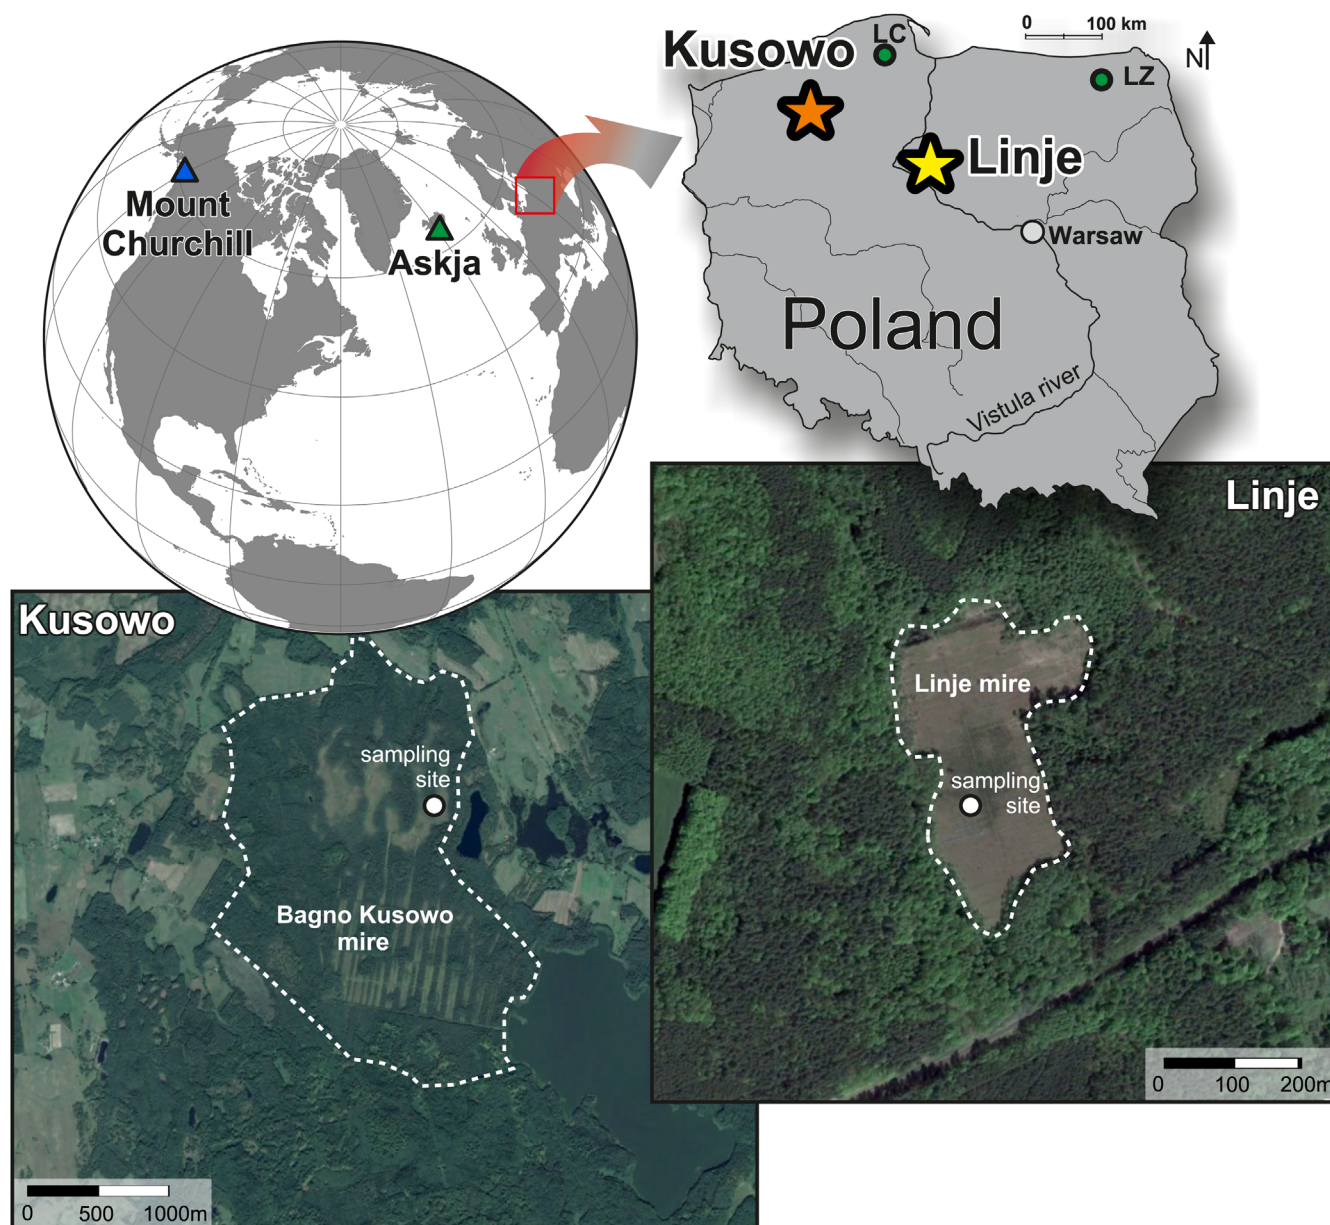 Mount
Churchill
Askja
Kusowo
LC
0 100 km
N
LZ
Linje
Warsaw
Poland
Vistula river
Linje
Linje mire
sampling
site
0 100 200m
Kusowo
sampling
site
Bagno Kusowo
mire
0 500 1000m